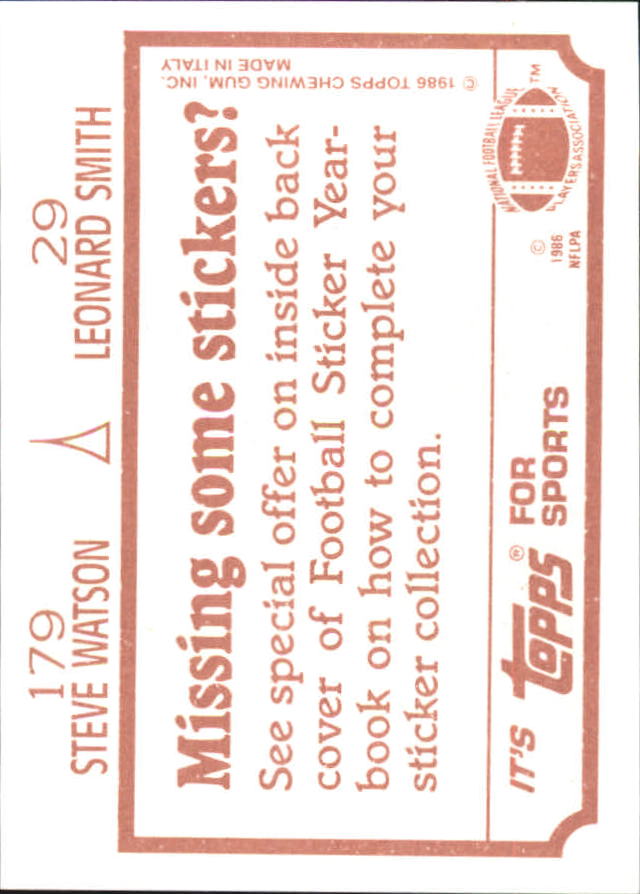 179
STEVE WATSON
29
LEONARD SMITH
Missing some stickers?
See special offer on inside back
cover of Football Sticker Year-
book on how to complete your
sticker collection.
© 1986 TOPPS CHEWING GUM, INC.
MADE IN ITALY
IT'S
Topps®
FOR
SPORTS
©
1986
NFLPA
NATIONAL FOOTBALL LEAGUE
PLAYERS ASSOCIATION
™